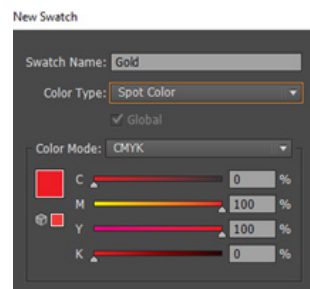 New Swatch
Swatch Name: Gold
Color Type: Spot Color
Global
Color Mode: CMYK
C 0 %
M 100 %
Y 100 %
K 0 %